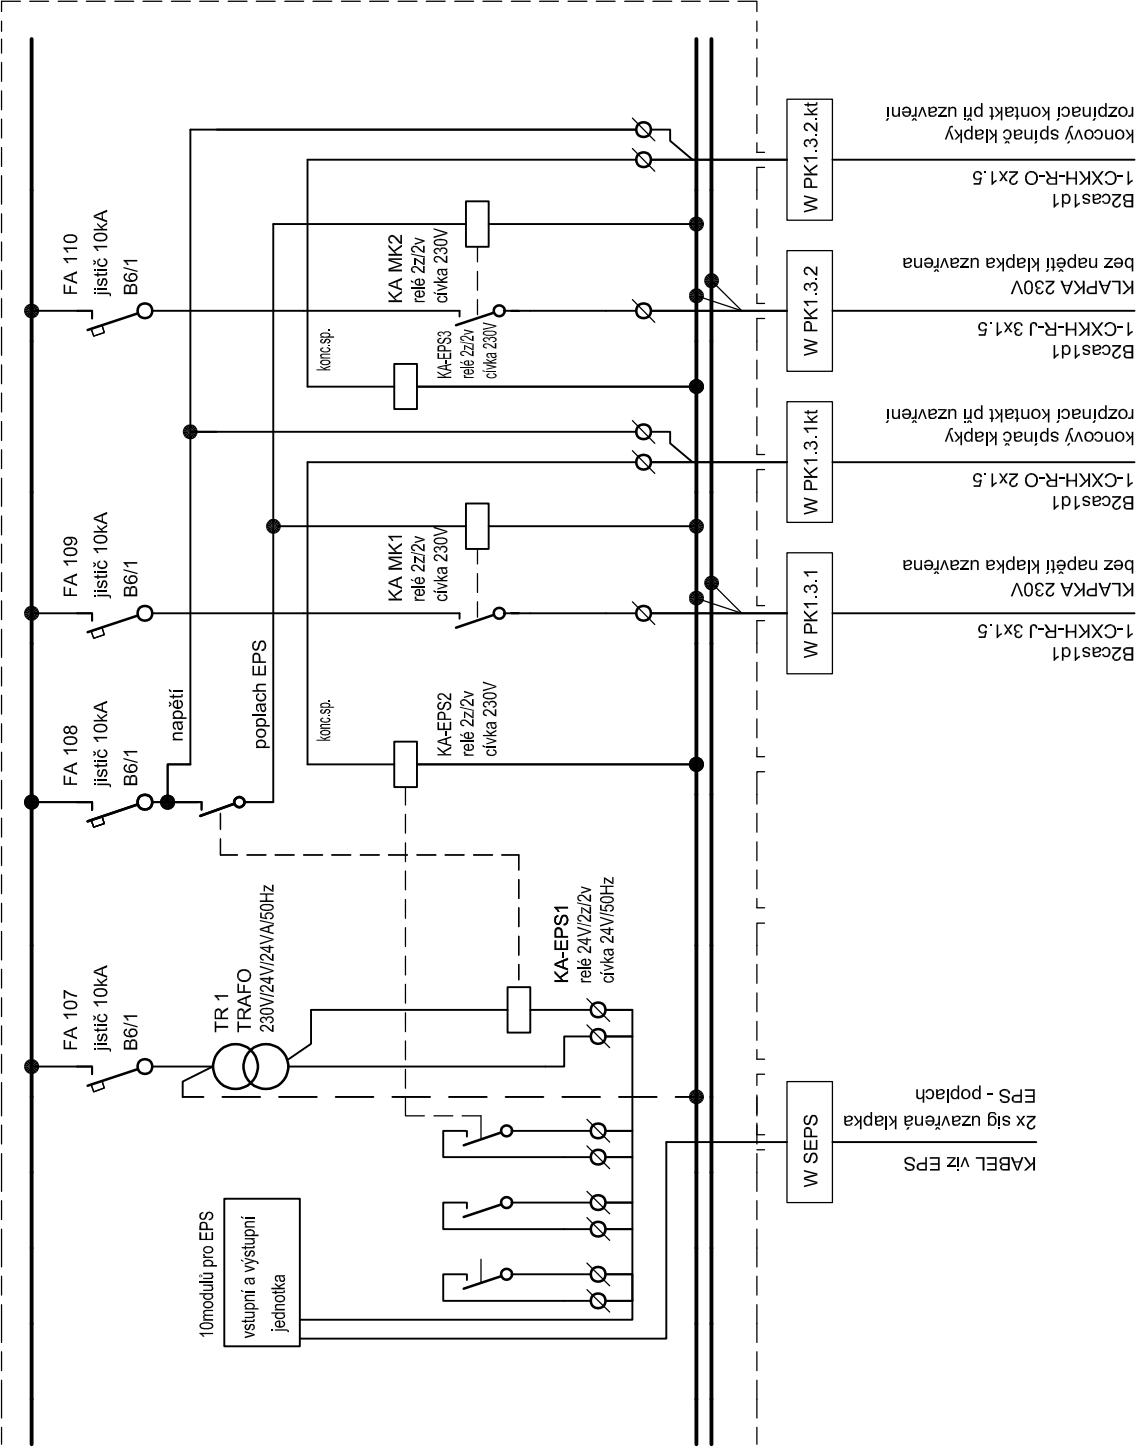 FA 107
jistič 10kA
B6/1
FA 108
jistič 10kA
B6/1
FA 109
jistič 10kA
B6/1
FA 110
jistič 10kA
B6/1
napětí
poplach EPS
TR 1
TRAFO
230V/24V/24VA/50Hz
konc.sp.
konc.sp.
KA MK1
relé 2z/2v
cívka 230V
KA MK2
relé 2z/2v
cívka 230V
KA-EPS2
relé 2z/2v
cívka 230V
KA-EPS3
relé 2z/2v
cívka 230V
KA-EPS1
relé 24V/2z/2v
cívka 24V/50Hz
10modulů pro EPS
vstupní a výstupní
jednotka
W SEPS
W PK1.3.1
W PK1.3.1kt
W PK1.3.2
W PK1.3.2.kt
KABEL viz EPS
2x sig uzavřená klapka
EPS - poplach
B2cas1d1
1-CXKH-R-J 3x1.5
KLAPKA 230V
bez napětí klapka uzavřena
B2cas1d1
1-CXKH-R-O 2x1.5
koncový spínač klapky
rozpínací kontakt při uzavření
B2cas1d1
1-CXKH-R-J 3x1.5
KLAPKA 230V
bez napětí klapka uzavřena
B2cas1d1
1-CXKH-R-O 2x1.5
koncový spínač klapky
rozpínací kontakt při uzavření